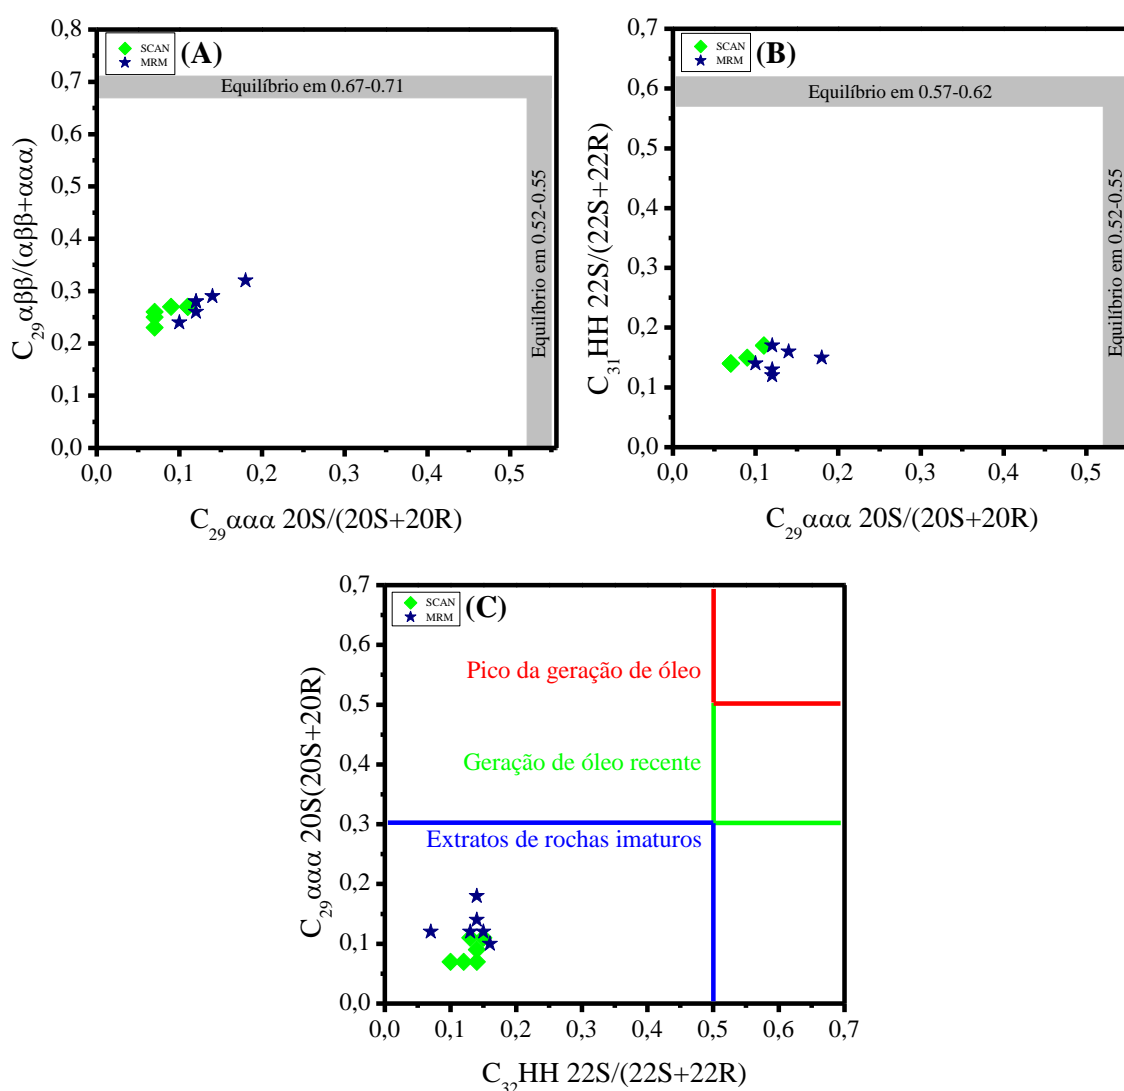 0,8
0,7
0,6
0,5
0,4
0,3
0,2
0,1
0,0
C29αββ/(αββ+ααα)
SCAN
MRM
(A)
Equilíbrio em 0.67-0.71
Equilíbrio em 0.52-0.55
0,0 0,1 0,2 0,3 0,4 0,5
C29ααα 20S/(20S+20R)
0,7
0,6
0,5
0,4
0,3
0,2
0,1
0,0
C31HH 22S/(22S+22R)
SCAN
MRM
(B)
Equilíbrio em 0.57-0.62
Equilíbrio em 0.52-0.55
0,0 0,1 0,2 0,3 0,4 0,5
C29ααα 20S/(20S+20R)
0,7
0,6
0,5
0,4
0,3
0,2
0,1
0,0
C29ααα 20S(20S+20R)
SCAN
MRM
(C)
Pico da geração de óleo
Geração de óleo recente
Extratos de rochas imaturos
0,0 0,1 0,2 0,3 0,4 0,5 0,6 0,7
C32HH 22S/(22S+22R)